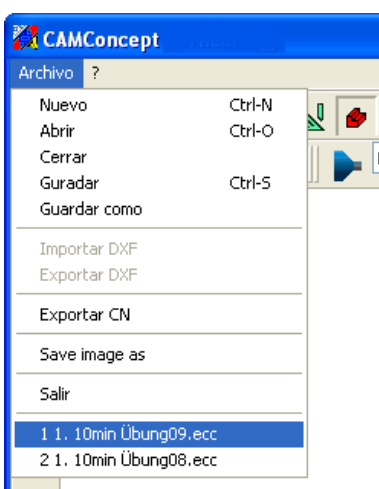 CAMConcept
Archivo ?
Nuevo Ctrl-N
Abrir Ctrl-O
Cerrar
Guradar Ctrl-S
Guardar como
Importar DXF
Exportar DXF
Exportar CN
Save image as
Salir
1 1. 10min Übung09.ecc
2 1. 10min Übung08.ecc